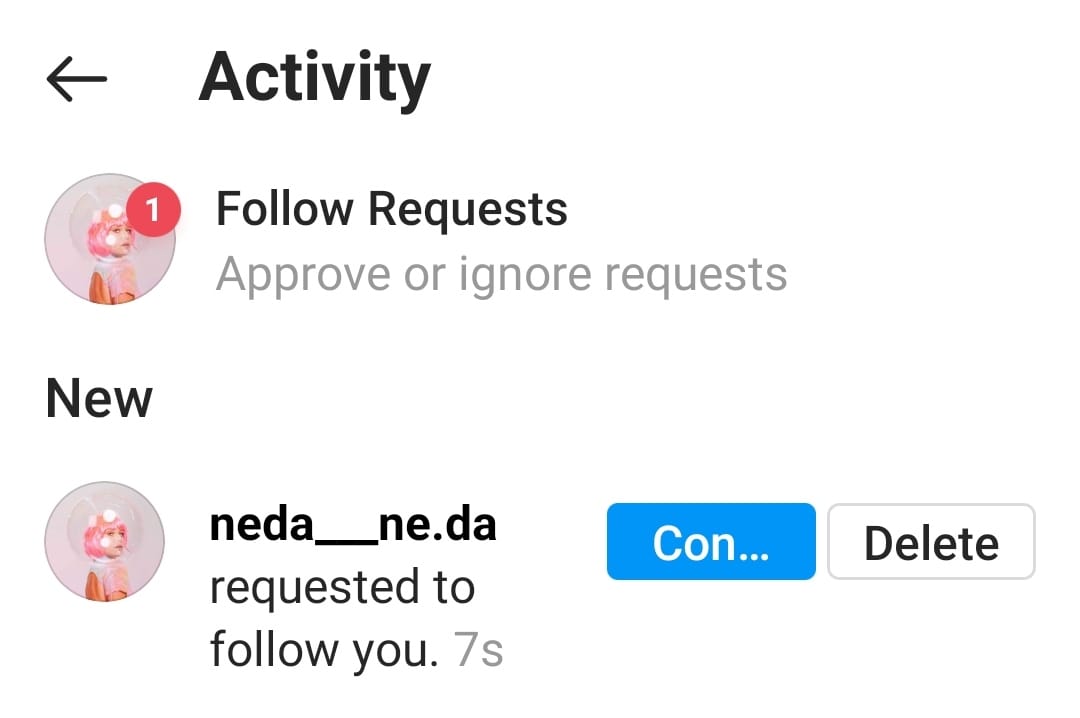 Activity
1
Follow Requests
Approve or ignore requests
New
neda___ne.da
requested to
follow you. 7s
Con...
Delete